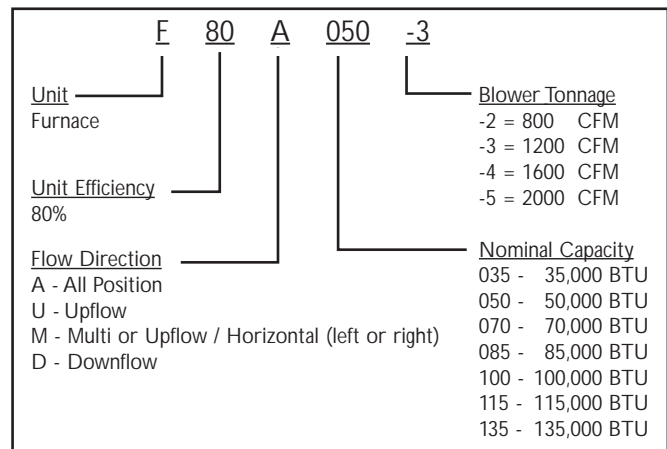 F 80 A 050 -3
Unit
Furnace
Unit Efficiency
80%
Flow Direction
A - All Position
U - Upflow
M - Multi or Upflow / Horizontal (left or right)
D - Downflow
Blower Tonnage
-2 = 800 CFM
-3 = 1200 CFM
-4 = 1600 CFM
-5 = 2000 CFM
Nominal Capacity
035 - 35,000 BTU
050 - 50,000 BTU
070 - 70,000 BTU
085 - 85,000 BTU
100 - 100,000 BTU
115 - 115,000 BTU
135 - 135,000 BTU